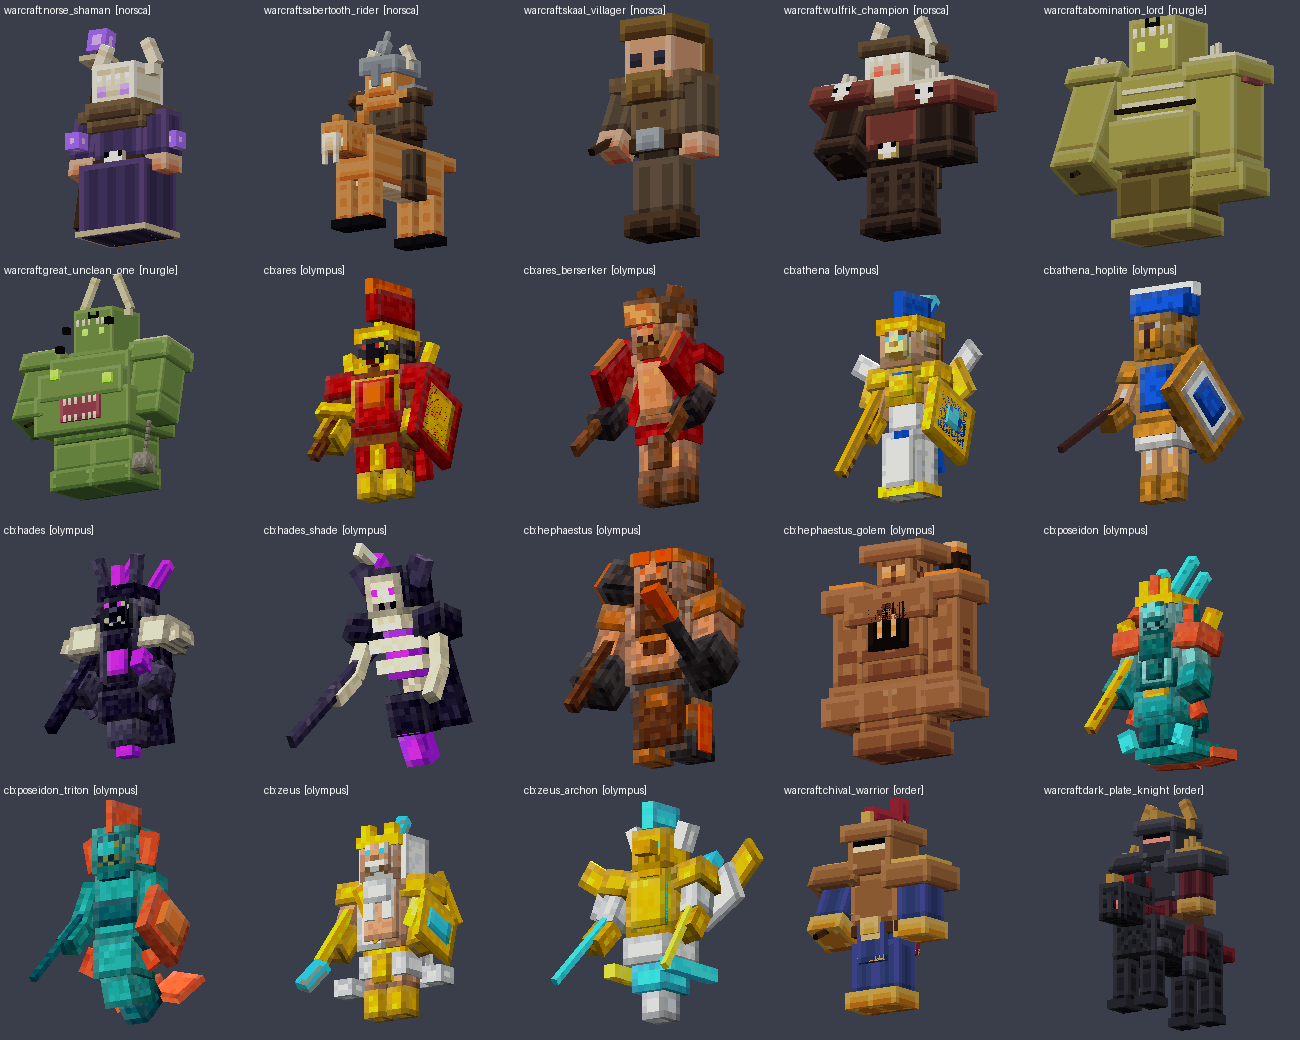 warcraft:norse_shaman [norsca]
warcraft:sabertooth_rider [norsca]
warcraft:skaal_villager [norsca]
warcraft:wulfrik_champion [norsca]
warcraft:abomination_lord [nurgle]
warcraft:great_unclean_one [nurgle]
cb:ares [olympus]
cb:ares_berserker [olympus]
cb:athena [olympus]
cb:athena_hoplite [olympus]
cb:hades [olympus]
cb:hades_shade [olympus]
cb:hephaestus [olympus]
cb:hephaestus_golem [olympus]
cb:poseidon [olympus]
cb:poseidon_triton [olympus]
cb:zeus [olympus]
cb:zeus_archon [olympus]
warcraft:chival_warrior [order]
warcraft:dark_plate_knight [order]